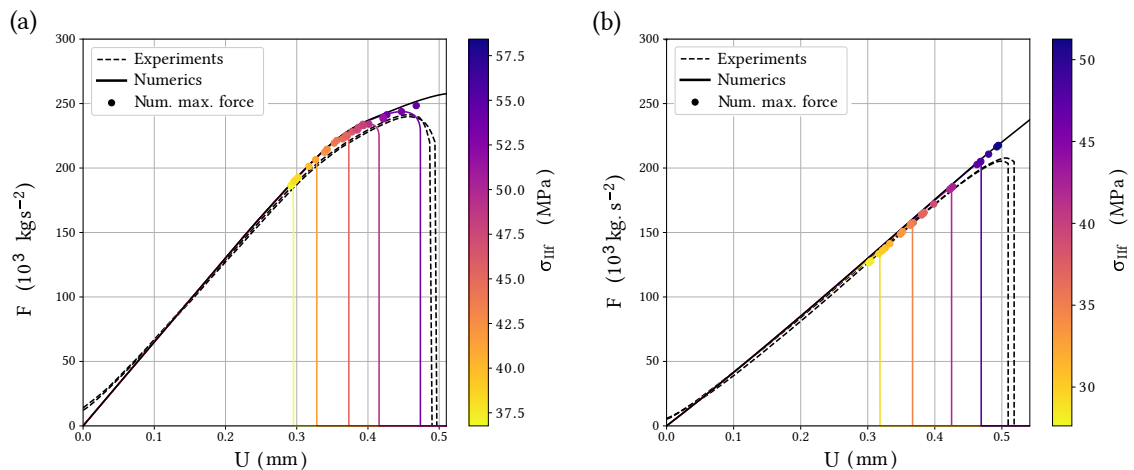 (a)
300
250
200
150
100
50
0
F (10³ kgs⁻²)
Experiments
Numerics
Num. max. force
0.0 0.1 0.2 0.3 0.4 0.5
U (mm)
57.5
55.0
52.5
50.0
47.5
45.0
42.5
40.0
37.5
σIIf (MPa)
(b)
300
250
200
150
100
50
0
F (10³ kg. s⁻²)
Experiments
Numerics
Num. max. force
0.0 0.1 0.2 0.3 0.4 0.5
U (mm)
50
45
40
35
30
σIIf (MPa)